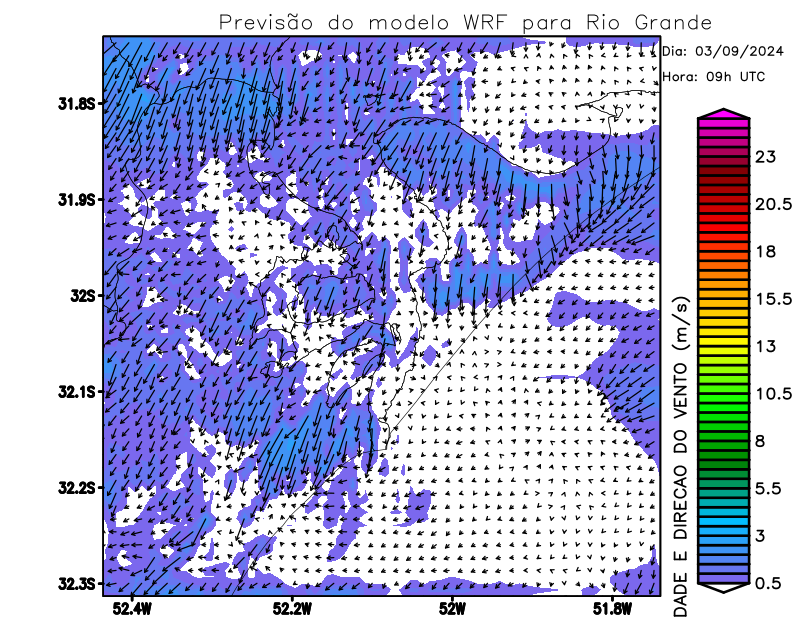 Previsão do modelo WRF para Rio Grande
Dia: 03/09/2024
Hora: 09h UTC
31.8S
31.9S
32S
32.1S
32.2S
32.3S
52.4W
52.2W
52W
51.8W
23
20.5
18
15.5
13
10.5
8
5.5
3
0.5
DADE E DIRECAO DO VENTO (m/s)